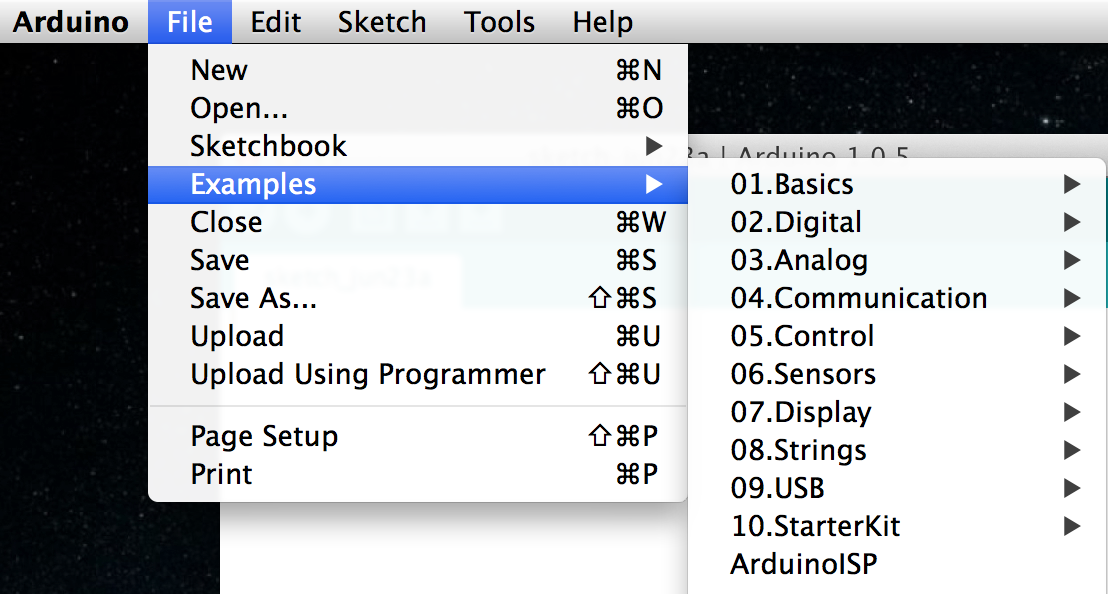 Arduino File Edit Sketch Tools Help
New ⌘N
Open... ⌘O
Sketchbook ▶
Examples ▶
Close ⌘W
Save ⌘S
Save As... ⇧⌘S
Upload ⌘U
Upload Using Programmer ⇧⌘U
Page Setup ⇧⌘P
Print ⌘P
3a | Arduino 1.0.5
01.Basics ▶
02.Digital ▶
03.Analog ▶
04.Communication ▶
05.Control ▶
06.Sensors ▶
07.Display ▶
08.Strings ▶
09.USB ▶
10.StarterKit ▶
ArduinoISP